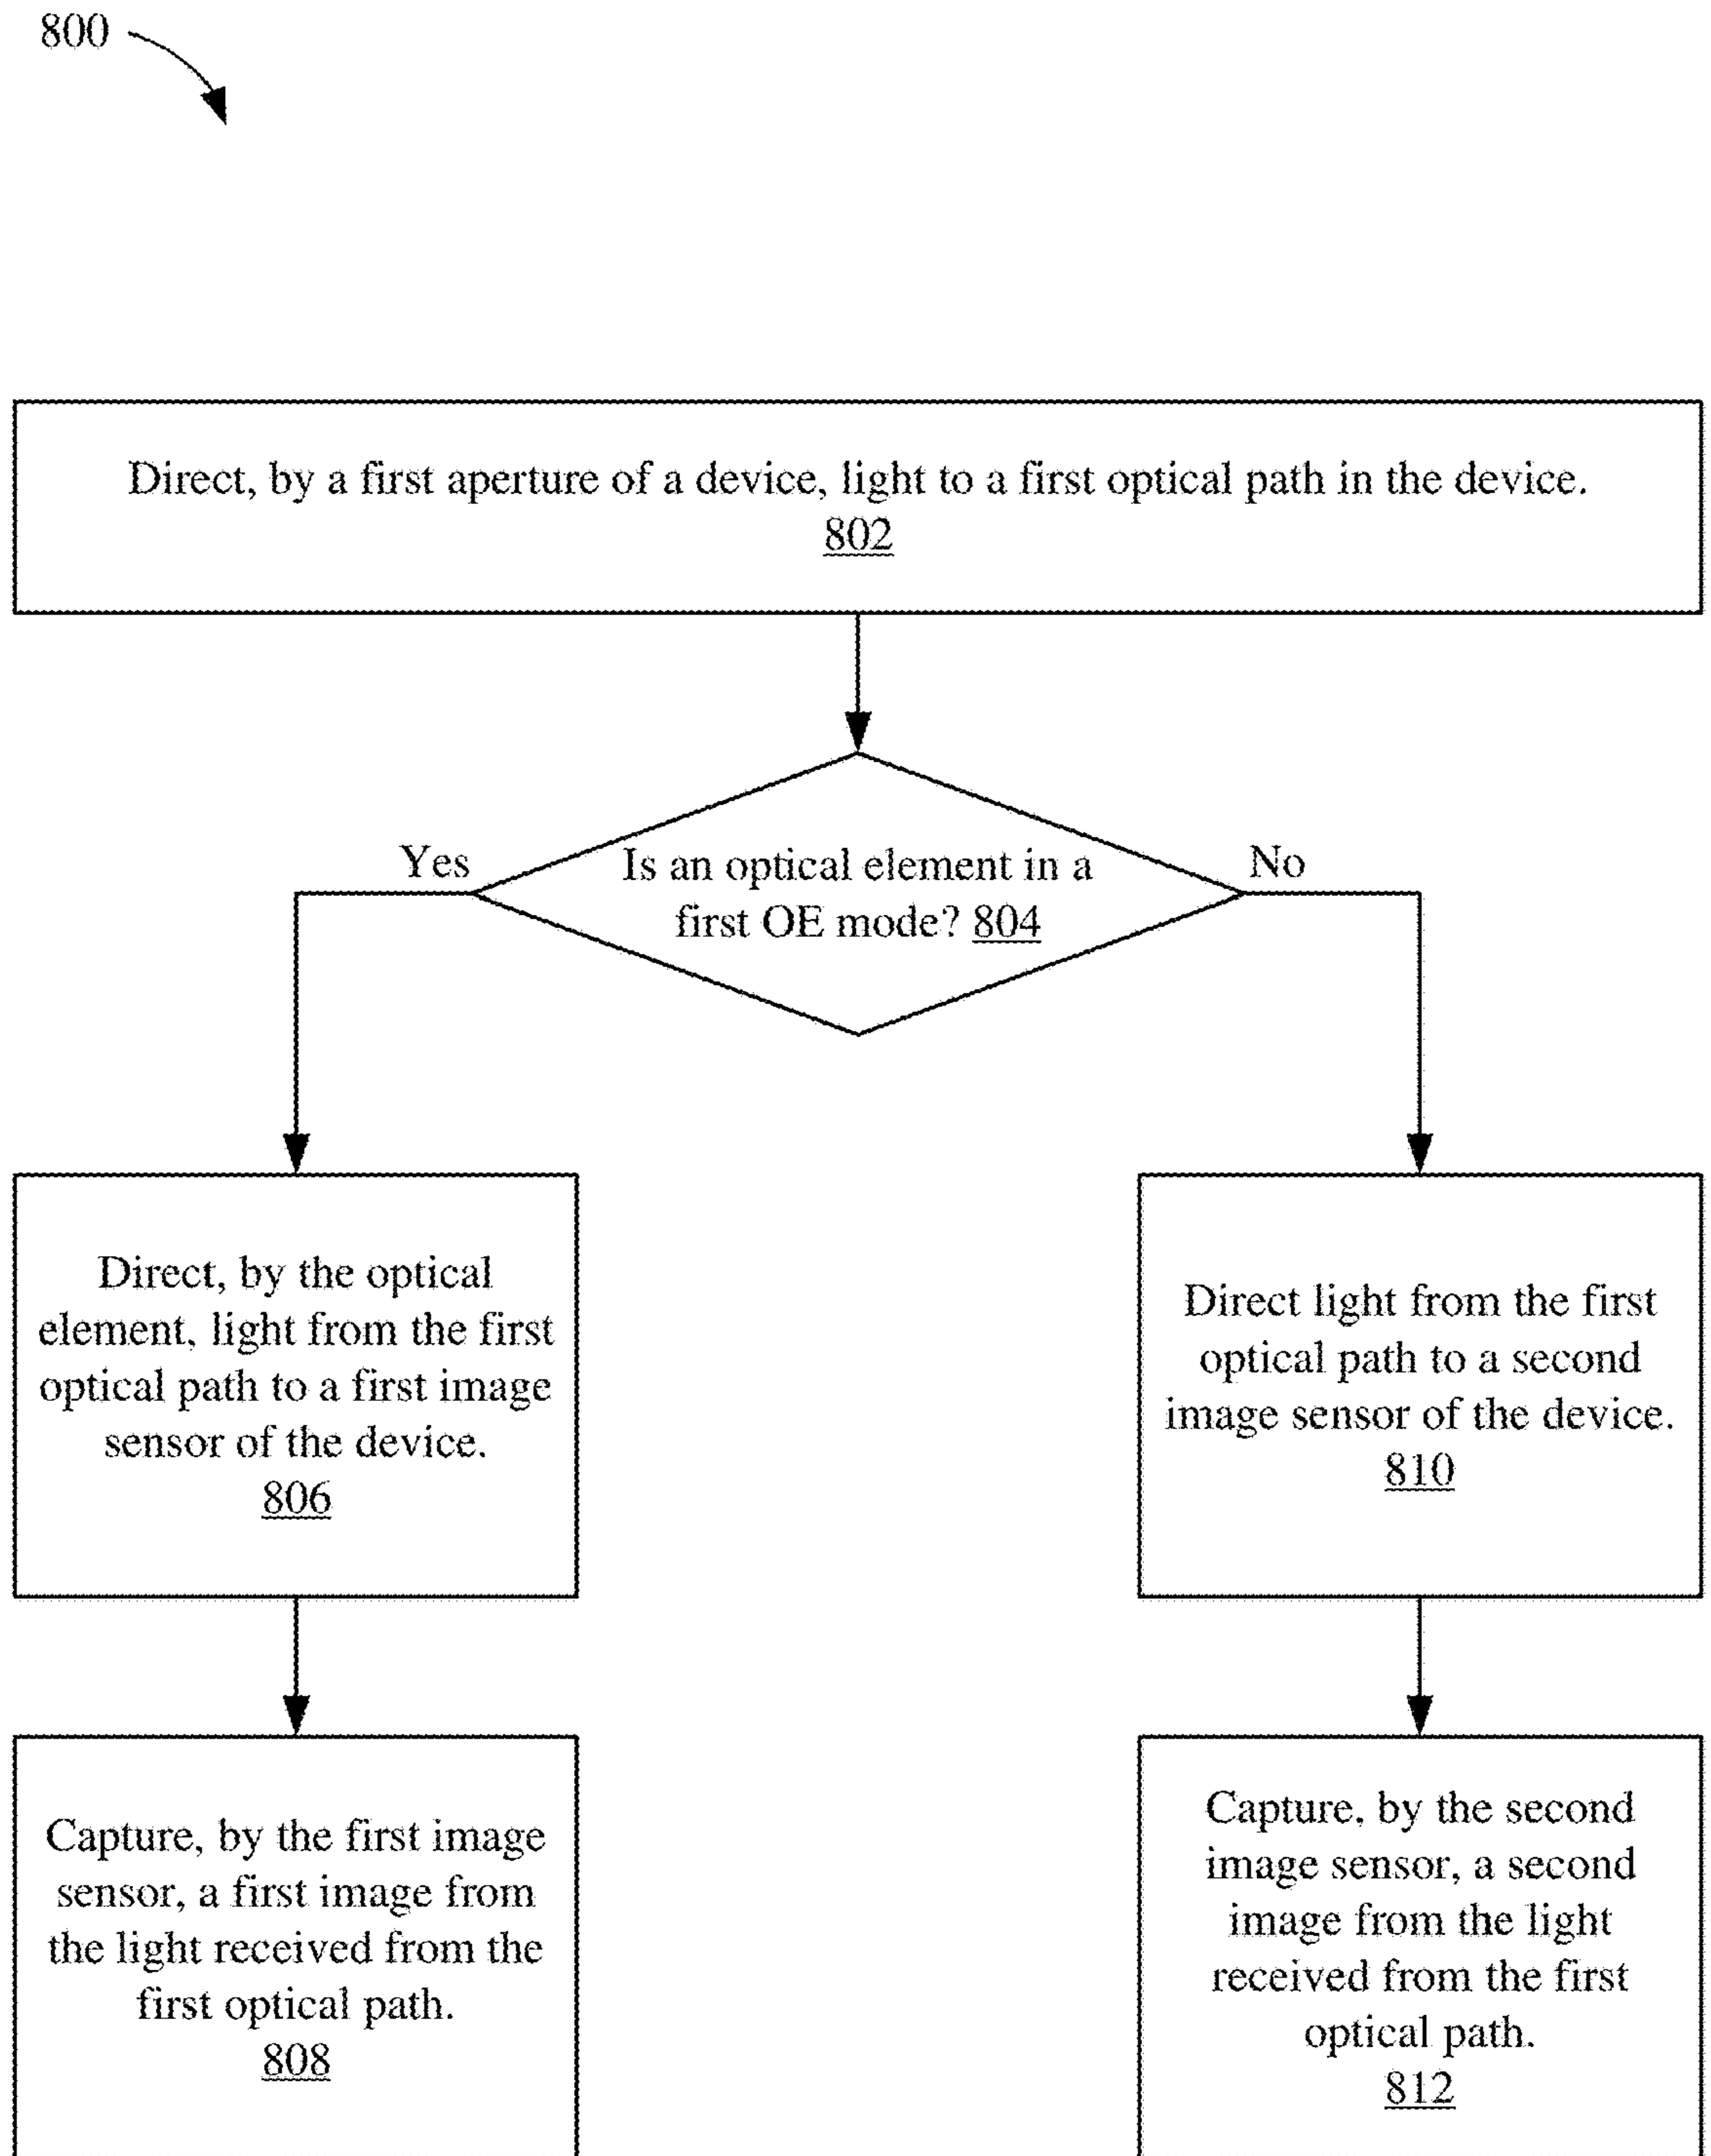 800
Direct, by a first aperture of a device, light to a first optical path in the device.
802
Yes
Is an optical element in a
first OE mode? 804
No
Direct, by the optical
element, light from the first
optical path to a first image
sensor of the device.
806
Direct light from the first
optical path to a second
image sensor of the device.
810
Capture, by the first image
sensor, a first image from
the light received from the
first optical path.
808
Capture, by the second
image sensor, a second
image from the light
received from the first
optical path.
812